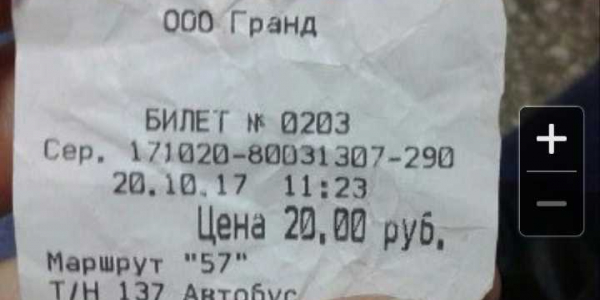 ООО Гранд
БИЛЕТ № 0203
Сер. 171020-80031307-290
20.10.17 11:23
Цена 20,00 руб.
Маршрут "57"
Т/Н 137 Автобус